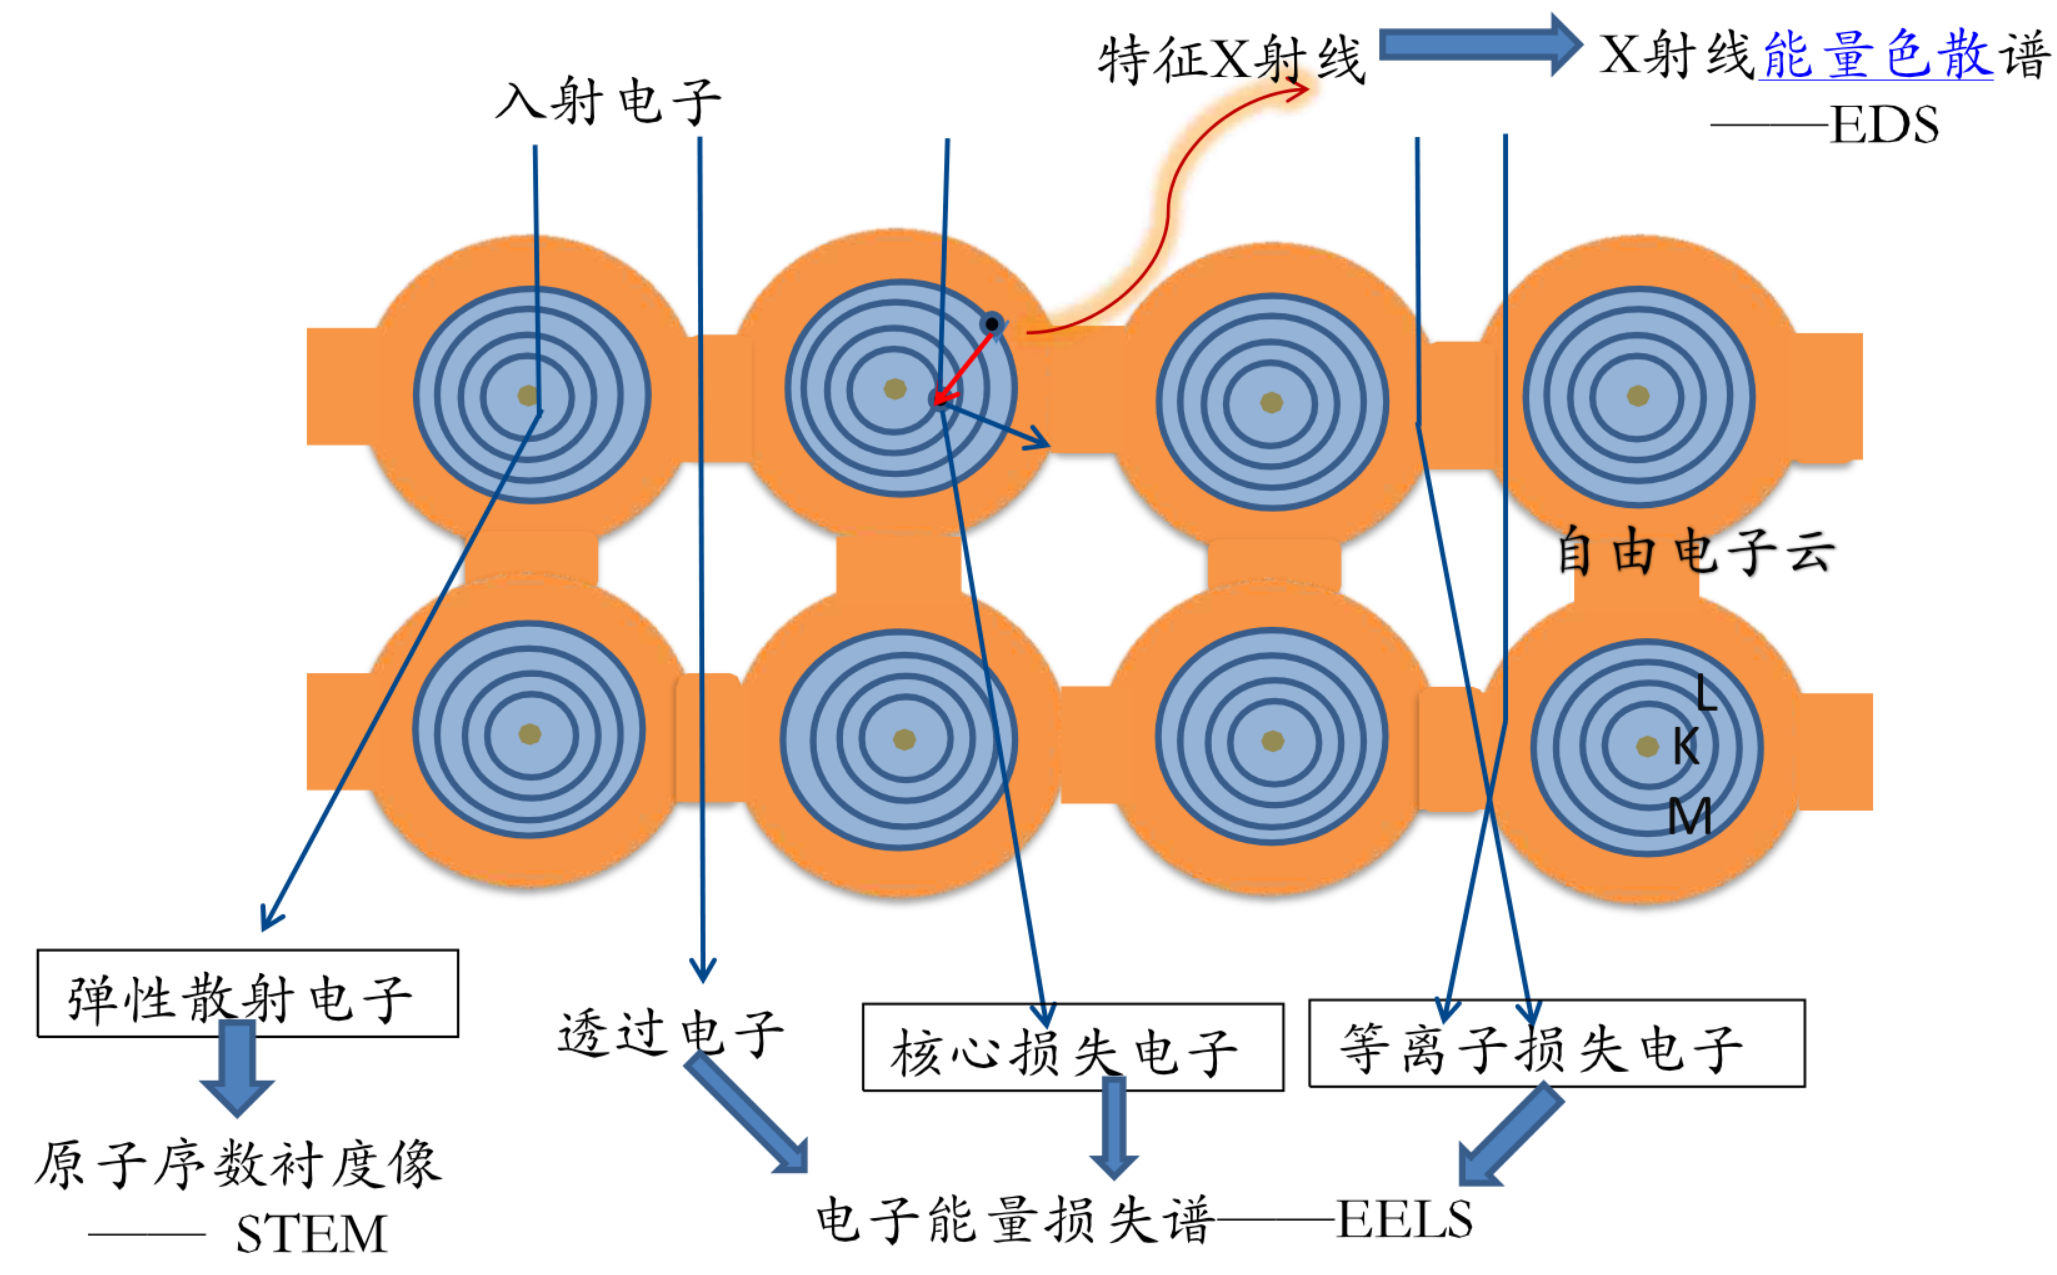 特征X射线
X射线能量色散谱
——EDS
入射电子
自由电子云
L
K
M
弹性散射电子
透过电子
核心损失电子
等离子损失电子
原子序数衬度像
—— STEM
电子能量损失谱——EELS